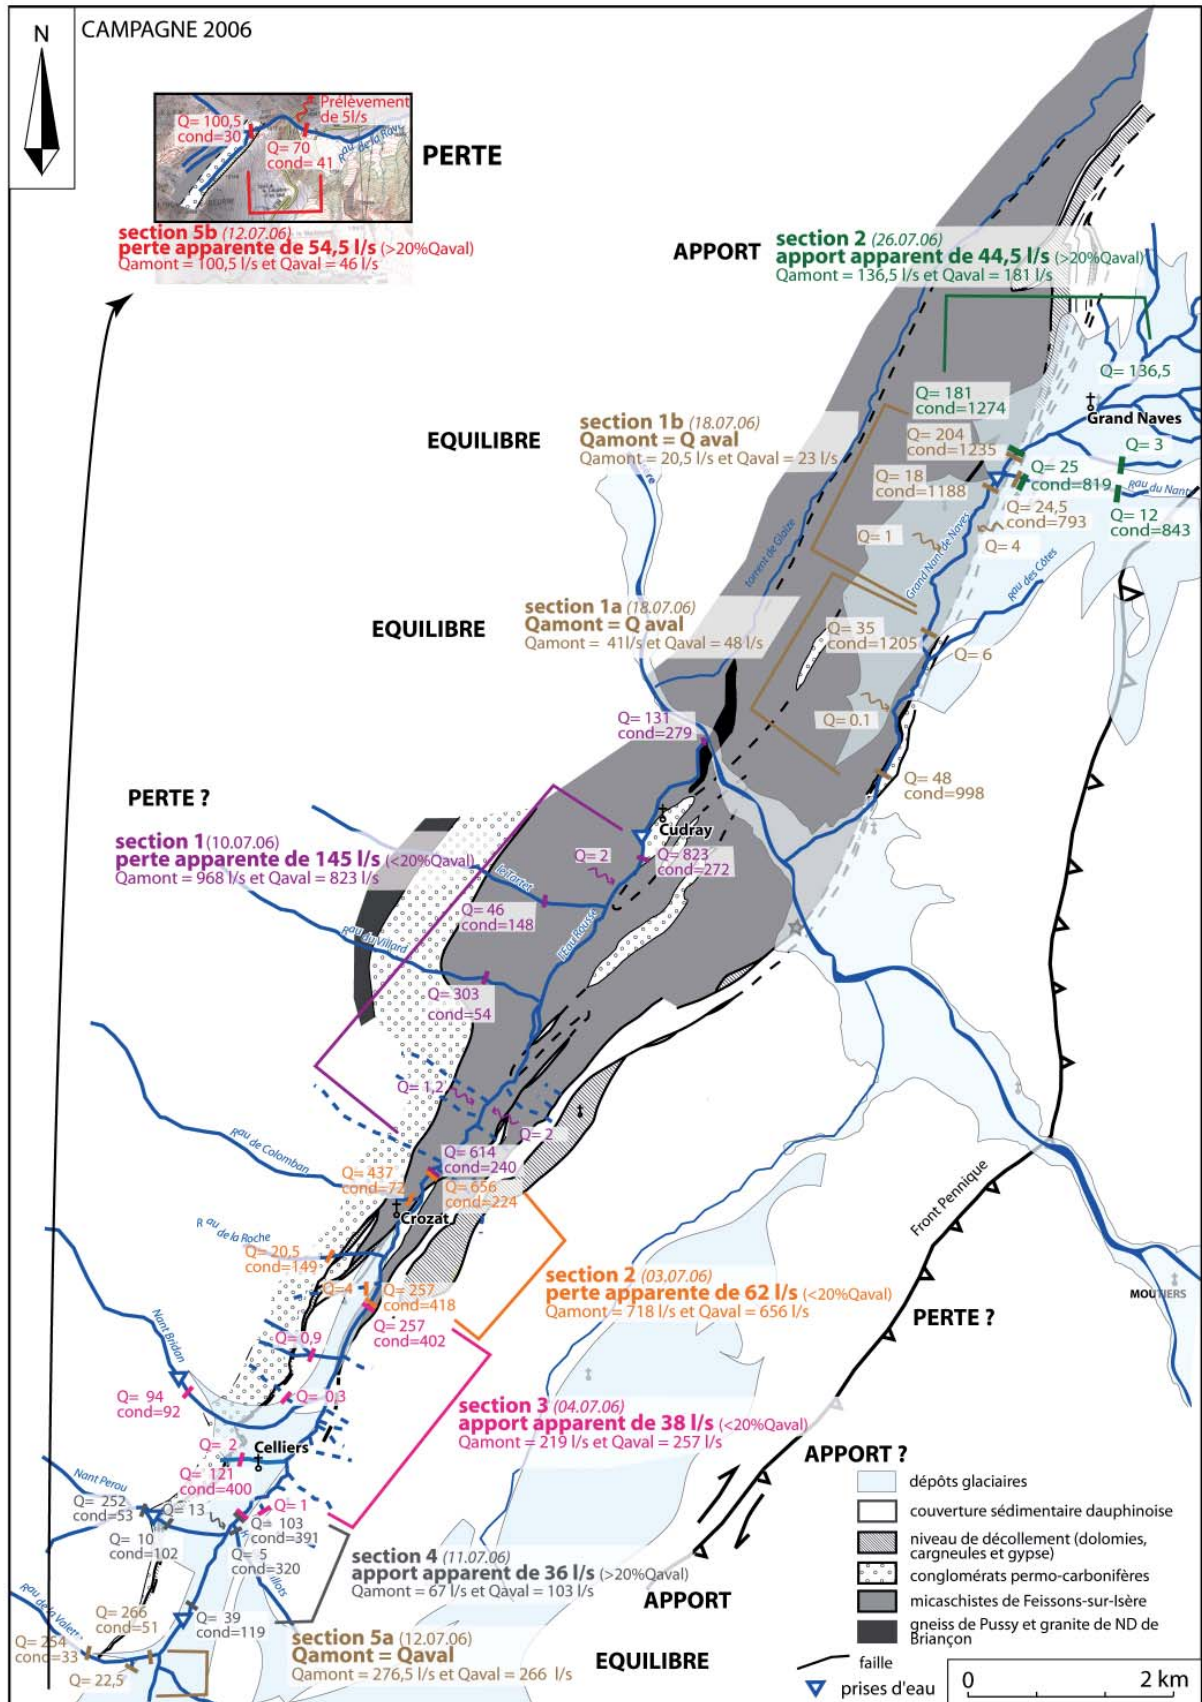 N
CAMPAGNE 2006
Prélèvement
de 5l/s
Q= 100,5
cond=30
Q= 70
cond= 41
Rau de la Rav
PERTE
section 5b (12.07.06)
perte apparente de 54,5 l/s (>20%Qaval)
Qamont = 100,5 l/s et Qaval = 46 l/s
APPORT
section 2 (26.07.06)
apport apparent de 44,5 l/s (>20%Qaval)
Qamont = 136,5 l/s et Qaval = 181 l/s
Q= 136,5
Q= 181
cond=1274
Grand Naves
EQUILIBRE
section 1b (18.07.06)
Qamont = Q aval
Qamont = 20,5 l/s et Qaval = 23 l/s
Q= 204
cond=1235
Q= 3
Q= 25
cond=819
Q= 18
cond=1188
Rau du Nant
Q= 24,5
cond=793
Q= 12
cond=843
Q= 1
Q= 4
torrent de Glaize
Grand Nant de Naves
Rau des Côtes
EQUILIBRE
section 1a (18.07.06)
Qamont = Q aval
Qamont = 41l/s et Qaval = 48 l/s
Q= 35
cond=1205
Q= 6
Q= 0.1
Q= 131
cond=279
Q= 48
cond=998
PERTE ?
section 1 (10.07.06)
perte apparente de 145 l/s (<20%Qaval)
Qamont = 968 l/s et Qaval = 823 l/s
Cudray
Q= 2
Q= 823
cond=272
le Tartet
Q= 46
cond=148
l'Eau Rousse
Rau du Villard
Q= 303
cond=54
Q= 1,2
Q= 2
Rau de Colomban
Q= 614
cond=240
Q= 437
cond=72
Q= 656
cond=224
Crozat
Front Pennique
Rau de la Roche
Q= 20,5
cond=149
Q=4
Q= 257
cond=418
section 2 (03.07.06)
perte apparente de 62 l/s (<20%Qaval)
Qamont = 718 l/s et Qaval = 656 l/s
MOUTIERS
PERTE ?
Q= 257
cond=402
Nant Bridan
Q= 0,9
Q= 94
cond=92
Q= 0,3
section 3 (04.07.06)
apport apparent de 38 l/s (<20%Qaval)
Qamont = 219 l/s et Qaval = 257 l/s
Q= 2
Celliers
APPORT ?
Q= 121
cond=400
Nant Perou
Q= 252
cond=53
Q= 13
Q= 1
Q= 103
cond=391
Q= 10
cond=102
Q= 5
cond=320
section 4 (11.07.06)
apport apparent de 36 l/s (>20%Qaval)
Qamont = 67 l/s et Qaval = 103 l/s
APPORT
Rau de la Valette
Q= 39
cond=119
Q= 266
cond=51
Q= 254
cond=33
Q= 22,5
section 5a (12.07.06)
Qamont = Qaval
Qamont = 276,5 l/s et Qaval = 266 l/s
EQUILIBRE
dépôts glaciaires
couverture sédimentaire dauphinoise
niveau de décollement (dolomies,
cargneules et gypse)
conglomérats permo-carbonifères
micaschistes de Feissons-sur-Isère
gneiss de Pussy et granite de ND de
Briançon
faille
prises d'eau
0 2 km